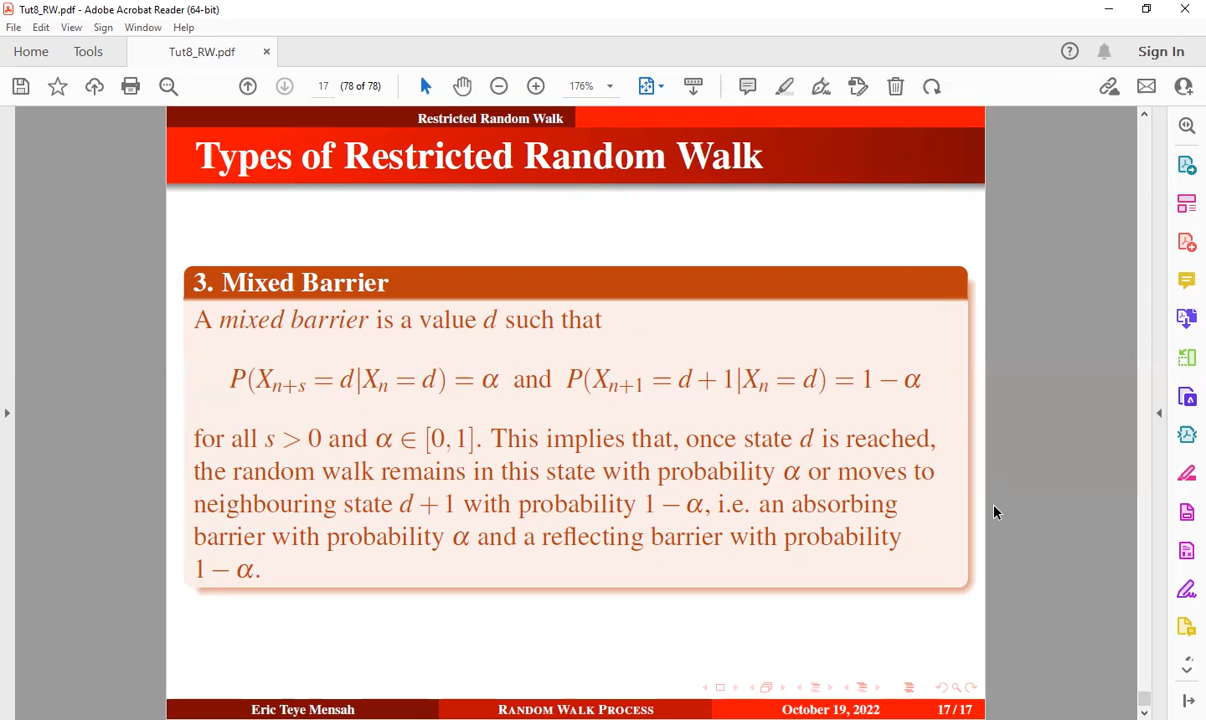 Tut8_RW.pdf - Adobe Acrobat Reader (64-bit)
File Edit View Sign Window Help
Home Tools Tut8_RW.pdf × Sign In
17 (78 of 78) 176%
Restricted Random Walk
Types of Restricted Random Walk
3. Mixed Barrier
A mixed barrier is a value d such that
P(Xₙ₊ₛ = d|Xₙ = d) = α and P(Xₙ₊₁ = d + 1|Xₙ = d) = 1 − α
for all s > 0 and α ∈ [0, 1]. This implies that, once state d is reached,
the random walk remains in this state with probability α or moves to
neighbouring state d + 1 with probability 1 − α, i.e. an absorbing
barrier with probability α and a reflecting barrier with probability
1 − α.
Eric Teye Mensah RANDOM WALK PROCESS October 19, 2022 17 / 17